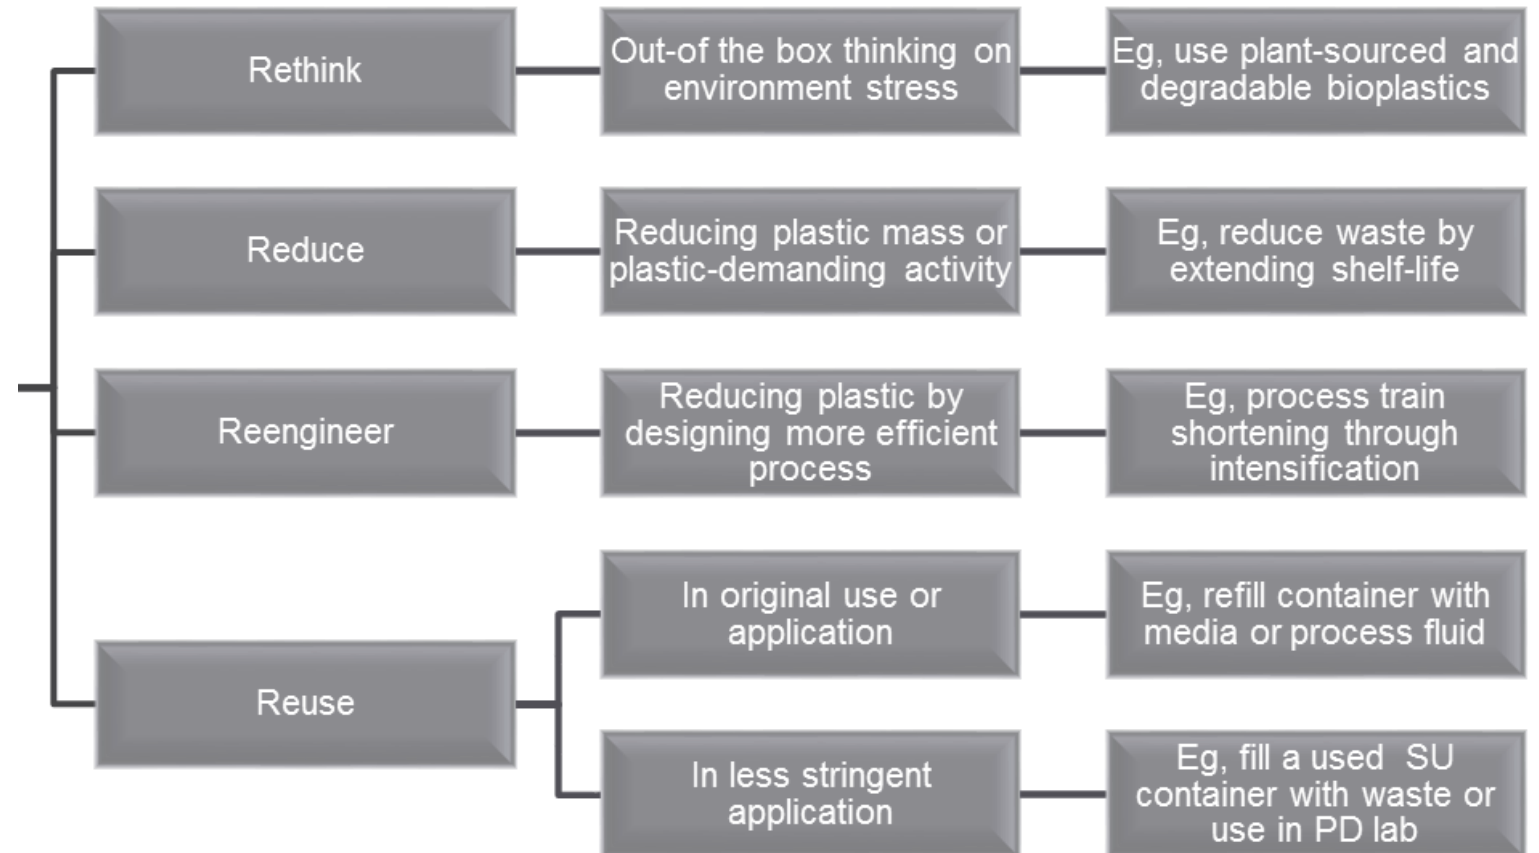 Rethink
Out-of the box thinking on
environment stress
Eg, use plant-sourced and
degradable bioplastics
Reduce
Reducing plastic mass or
plastic-demanding activity
Eg, reduce waste by
extending shelf-life
Reengineer
Reducing plastic by
designing more efficient
process
Eg, process train
shortening through
intensification
Reuse
In original use or
application
Eg, refill container with
media or process fluid
In less stringent
application
Eg, fill a used SU
container with waste or
use in PD lab